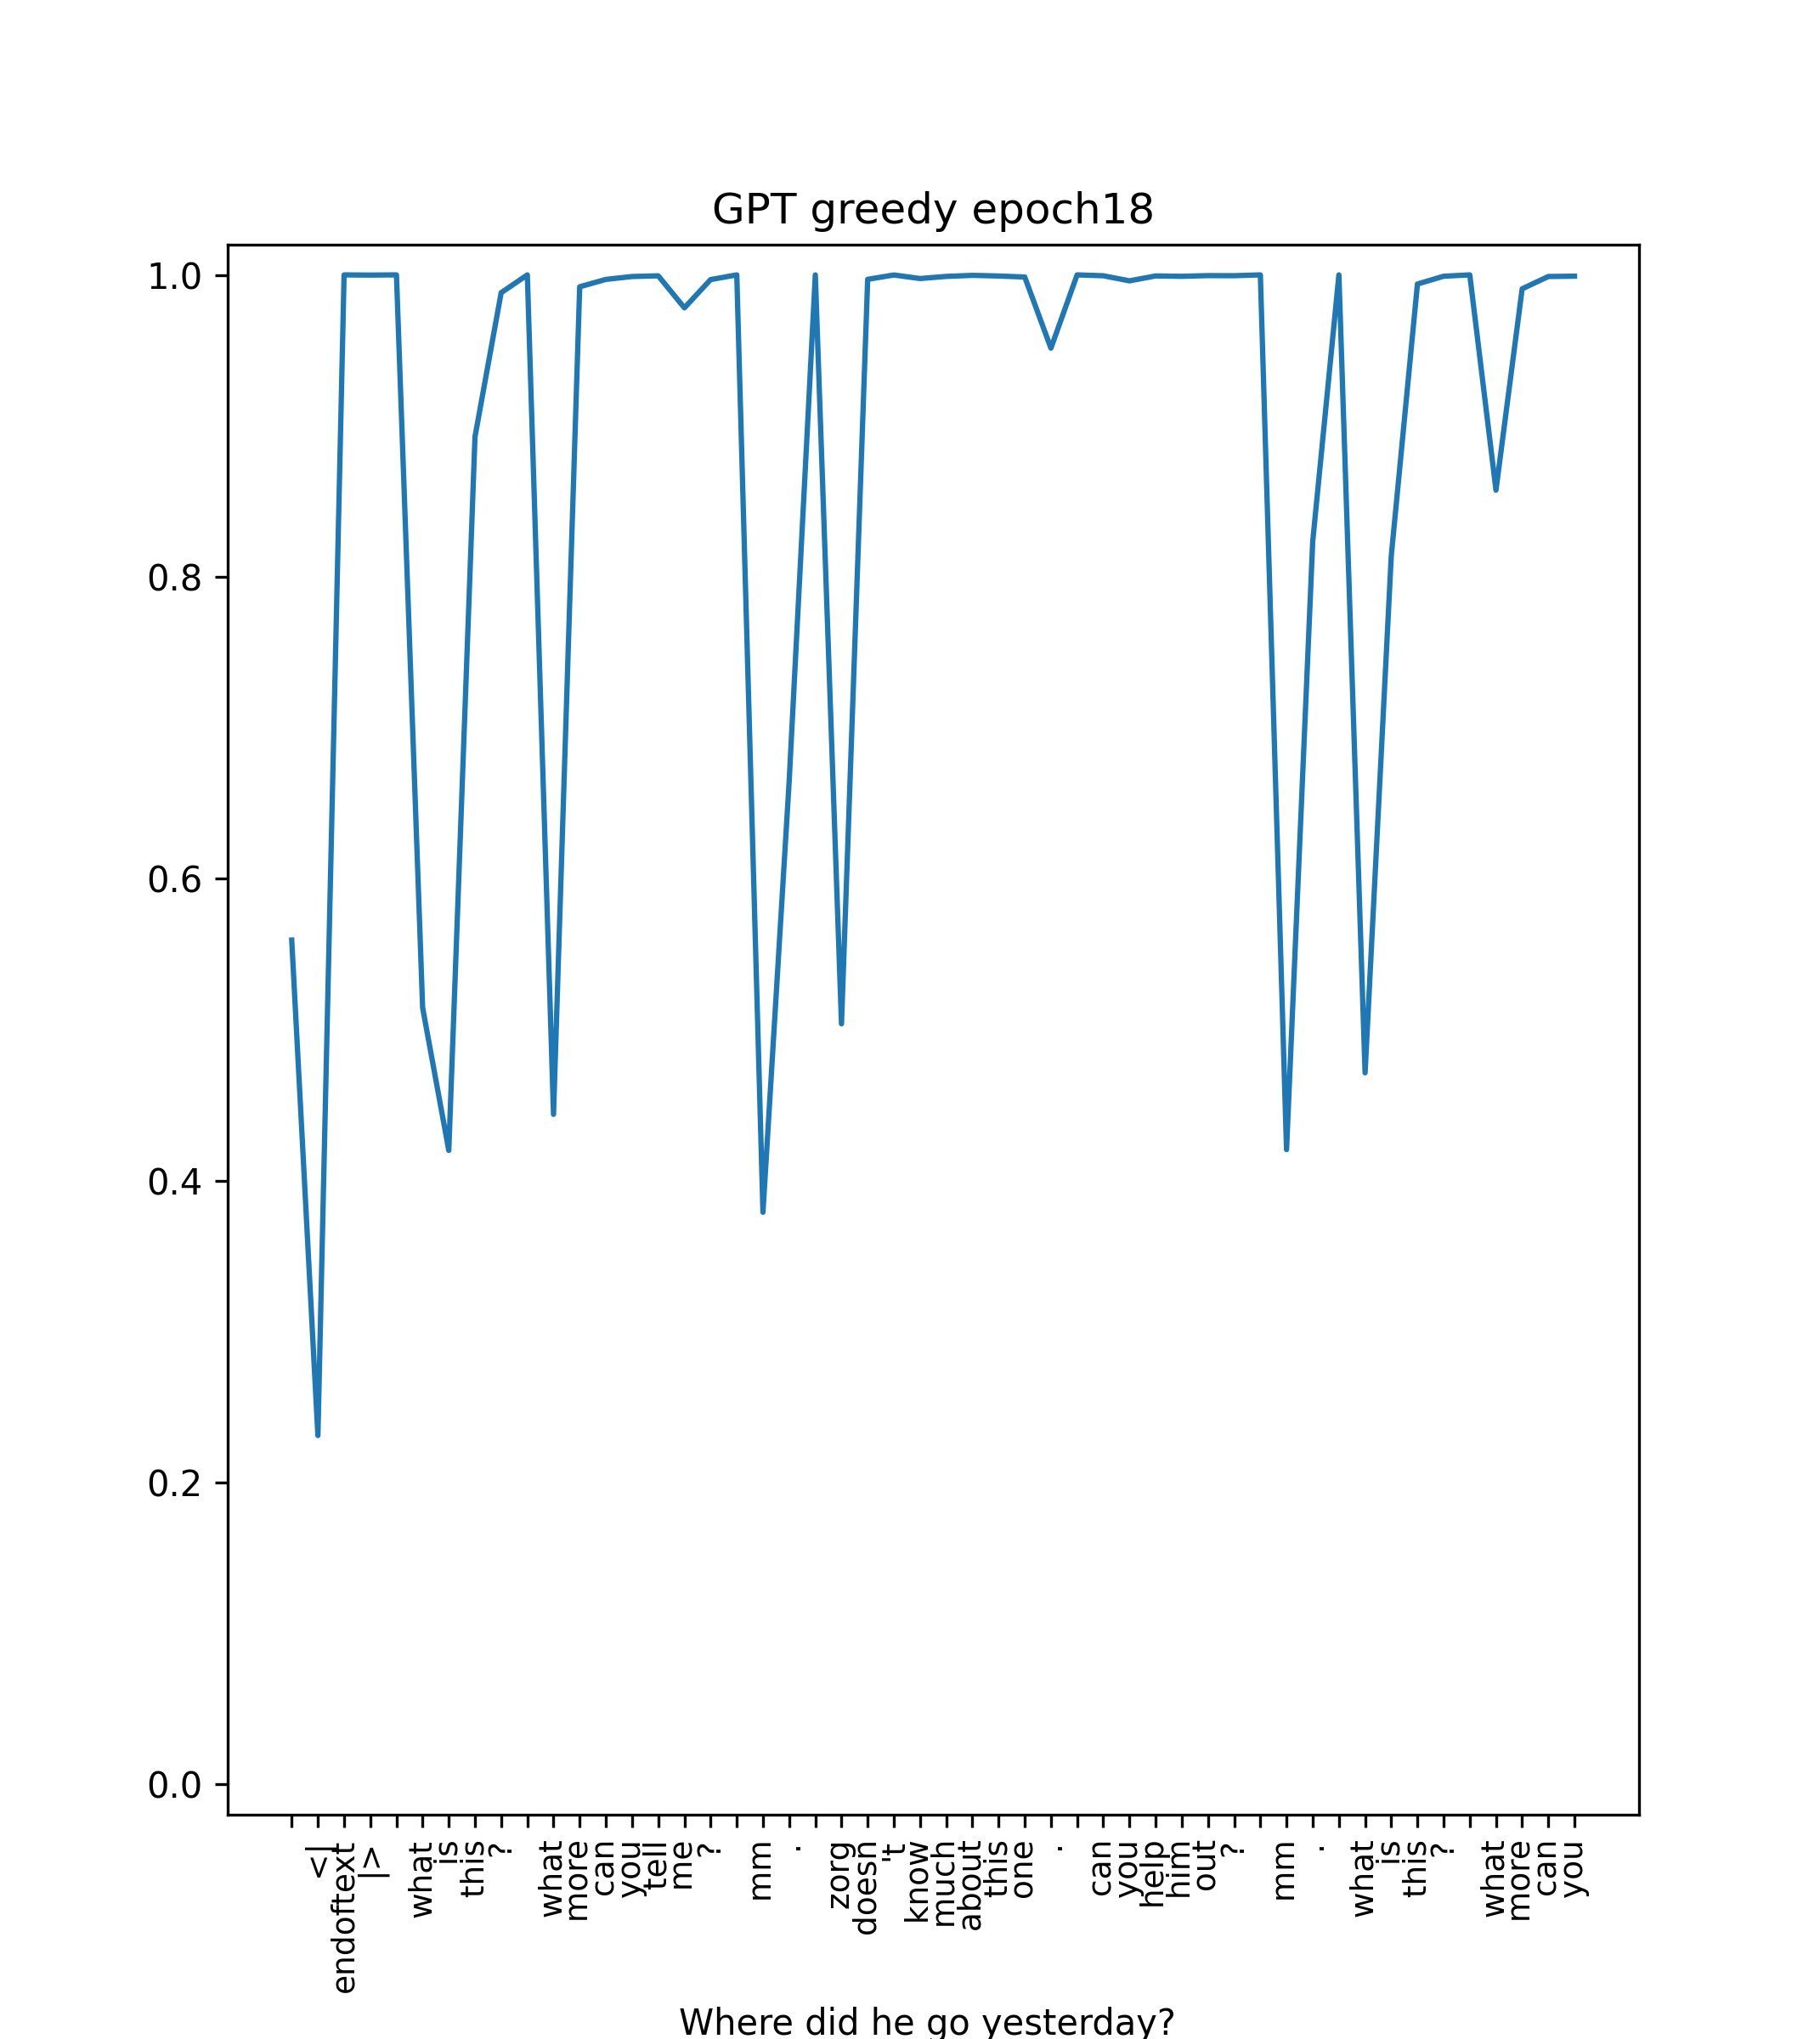 GPT greedy epoch18
1.0
0.8
0.6
0.4
0.2
0.0
<|
endoftext
|>
what
is
this
?
what
more
can
you
tell
me
?
mm
.
zorg
doesn
't
know
much
about
this
one
.
can
you
help
him
out
?
mm
.
what
is
this
?
what
more
can
you
Where did he go yesterday?